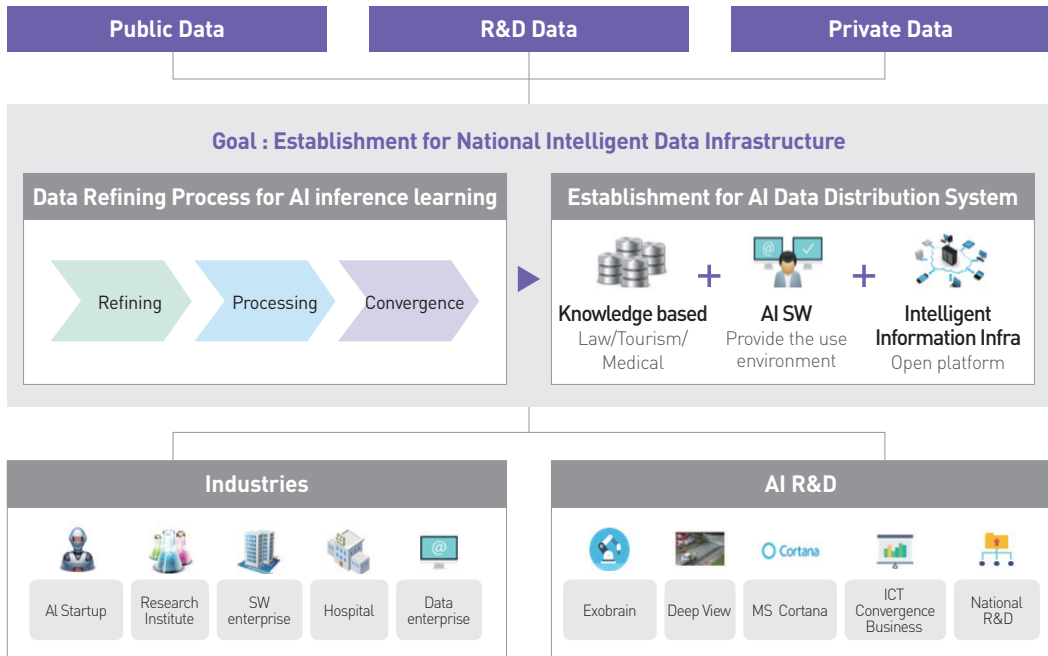 Public Data
R&D Data
Private Data
Goal : Establishment for National Intelligent Data Infrastructure
Data Refining Process for AI inference learning
Refining
Processing
Convergence
Establishment for AI Data Distribution System
@
+
+
Knowledge based
Law/Tourism/
Medical
AI SW
Provide the use
environment
Intelligent
Information Infra
Open platform
Industries
@
AI Startup
Research
Institute
SW
enterprise
Hospital
Data
enterprise
AI R&D
Cortana
Exobrain
Deep View
MS Cortana
ICT
Convergence
Business
National
R&D